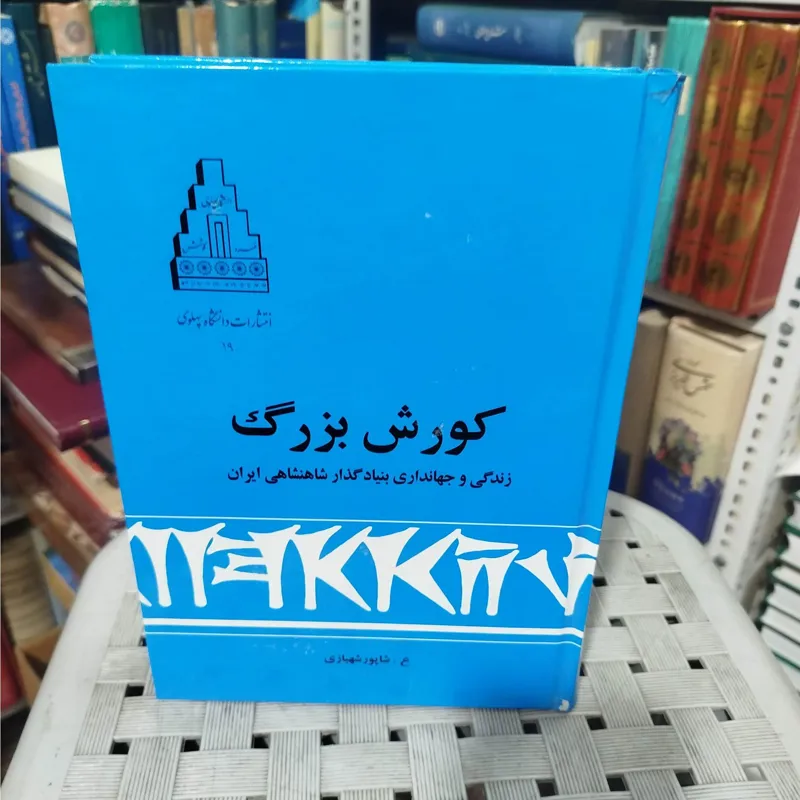 انتشارات دانشگاه پهلوی
۱۹
کورش بزرگ
زندگی و جهانداری بنیادگذار شاهنشاهی ایران
ع. شاپور شهبازی